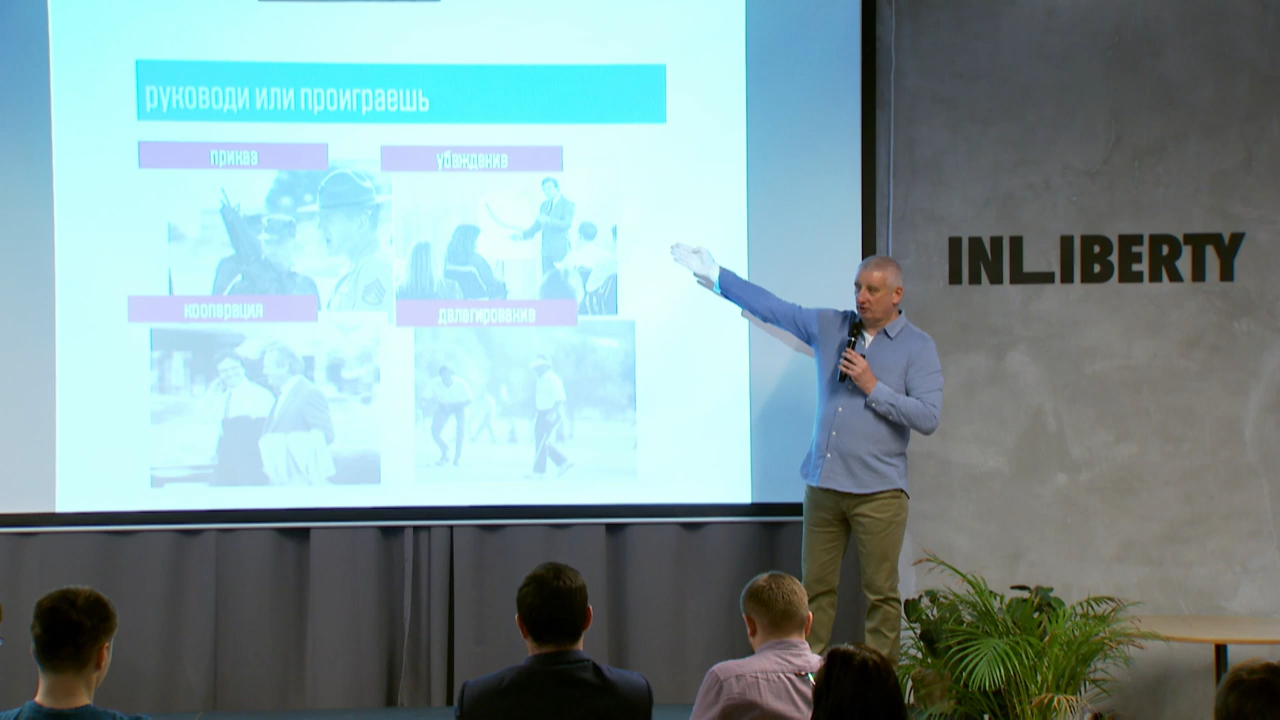 руководи или проиграешь
приказ
убеждение
кооперация
делегирование
INLIBERTY